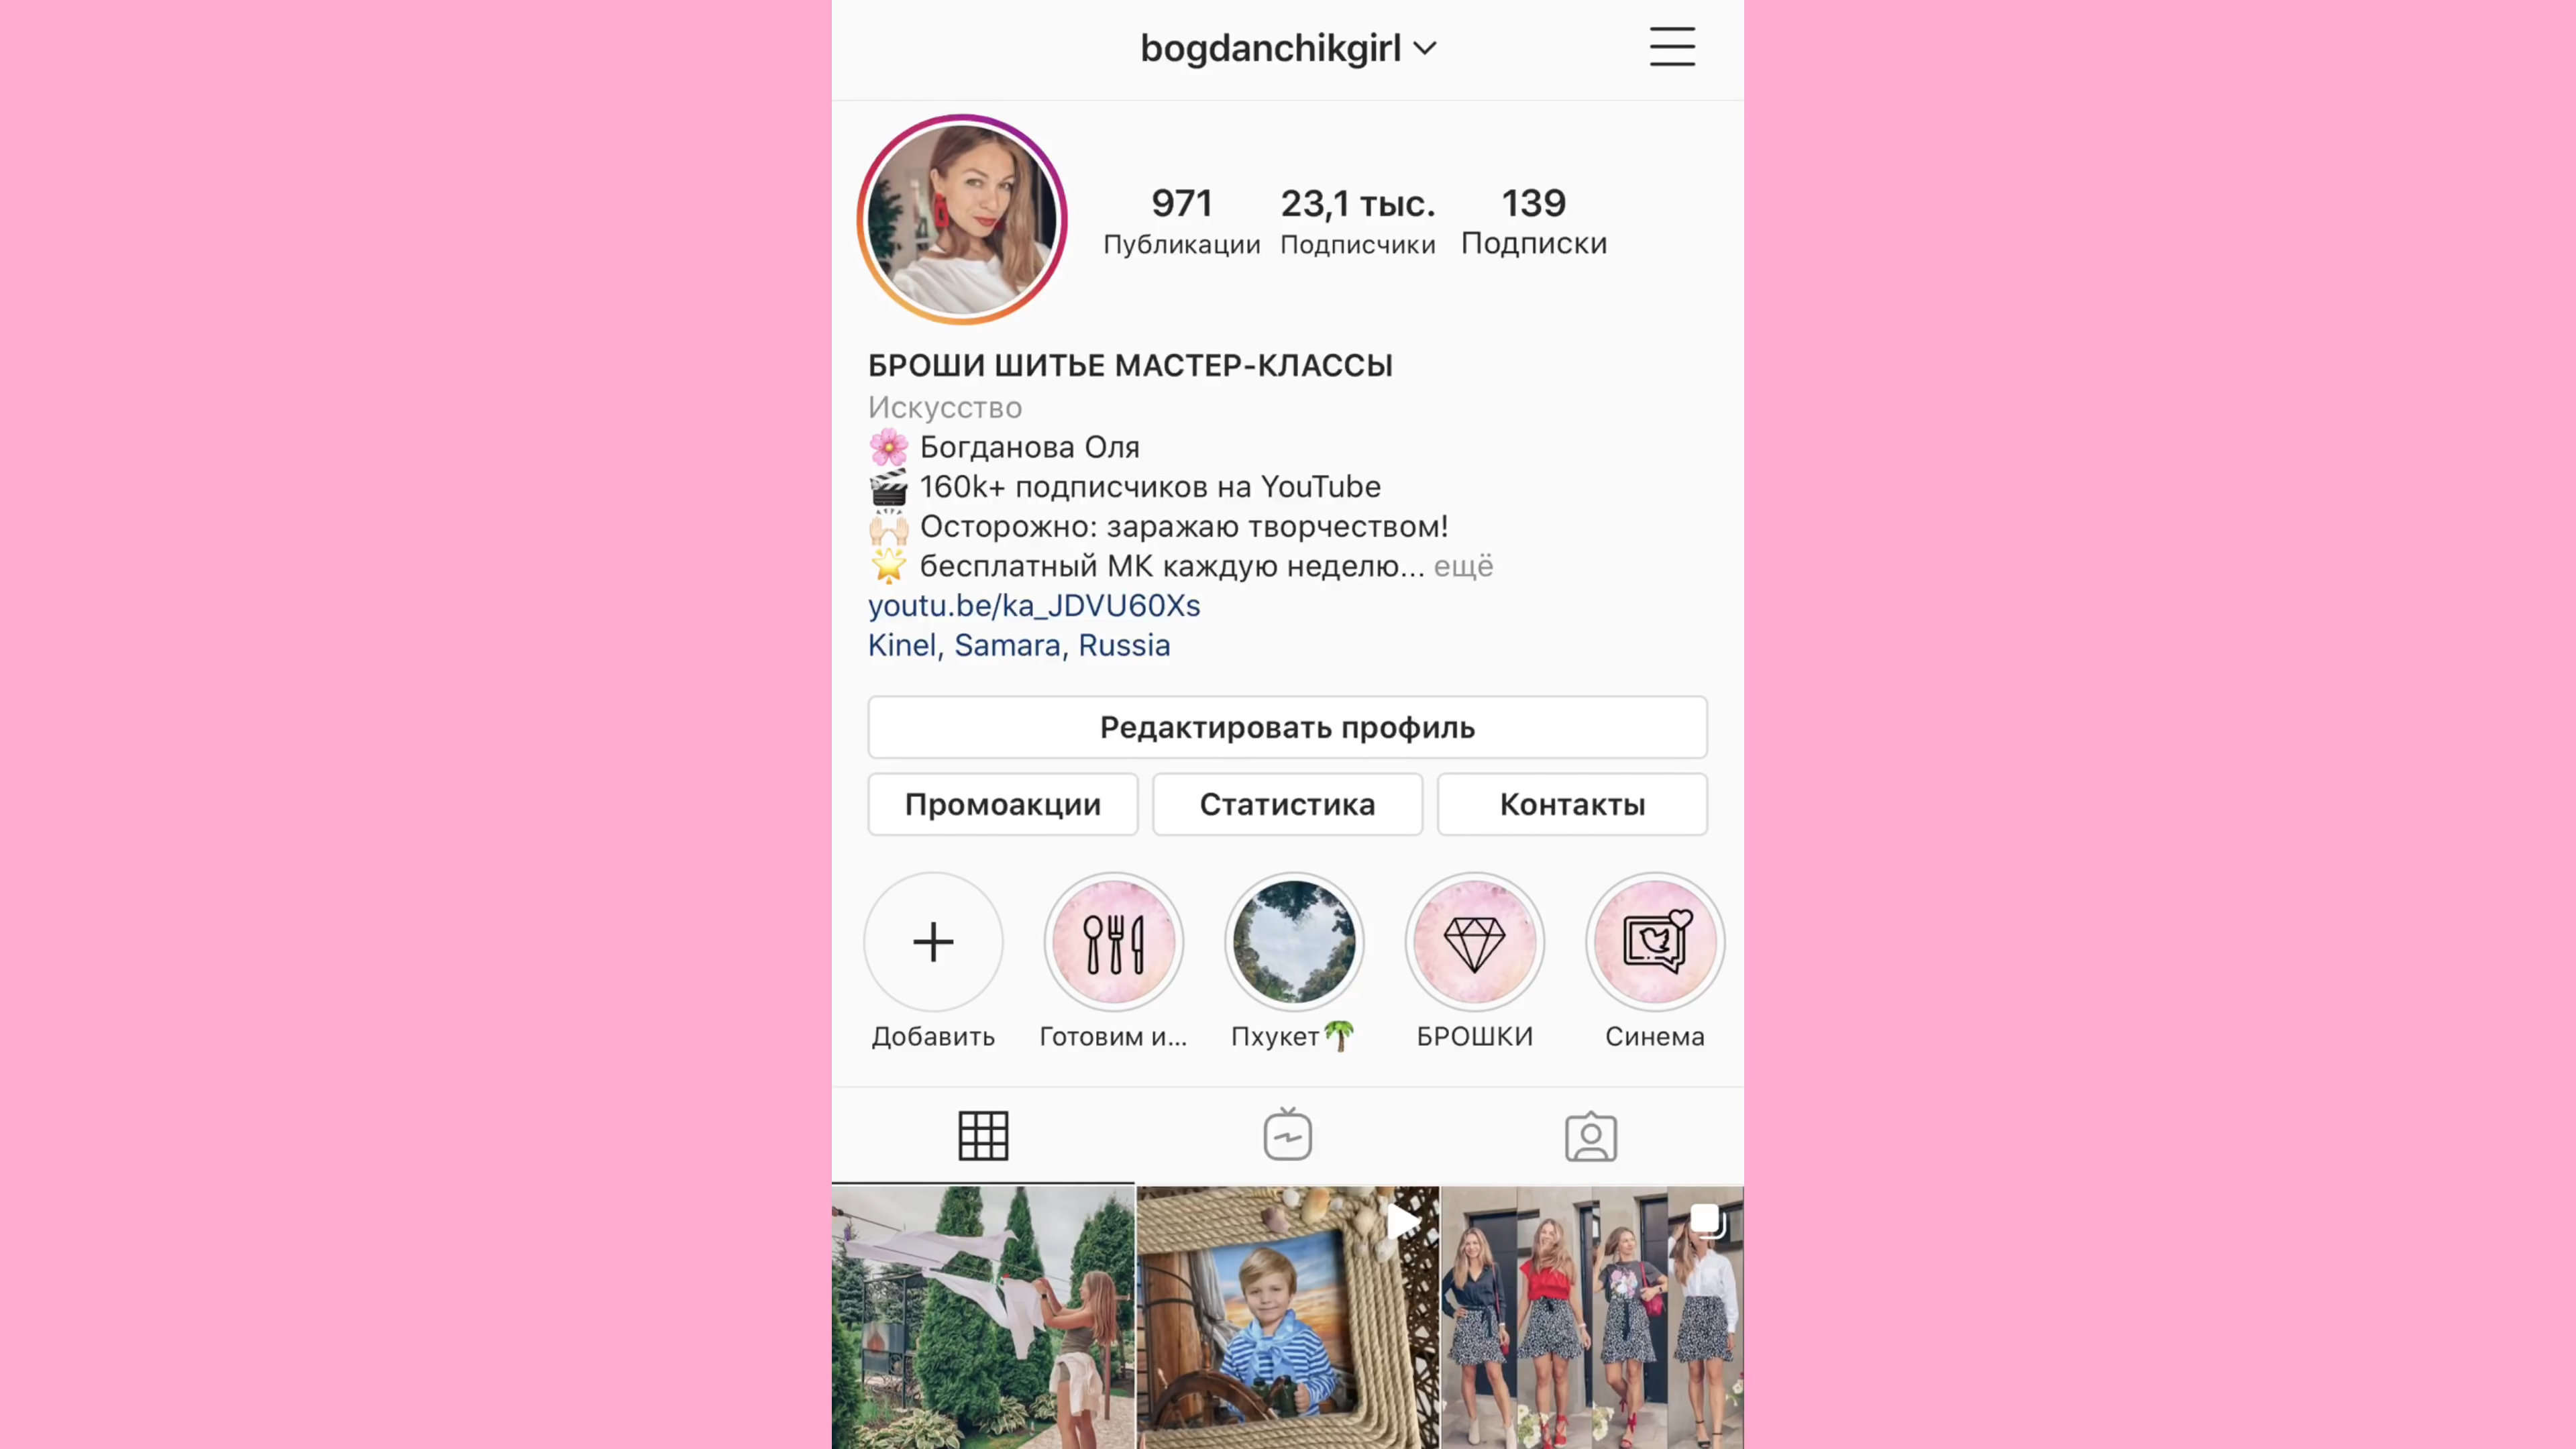 bogdanchikgirl
971 23,1 тыс. 139
Публикации Подписчики Подписки
БРОШИ ШИТЬЕ МАСТЕР-КЛАССЫ
Искусство
🌸 Богданова Оля
🎬 160k+ подписчиков на YouTube
🙌🏻 Осторожно: заражаю творчеством!
🌟 бесплатный МК каждую неделю... ещё
youtu.be/ka_JDVU60Xs
Kinel, Samara, Russia
Редактировать профиль
Промоакции Статистика Контакты
Добавить Готовим и... Пхукет🌴 БРОШКИ Синема